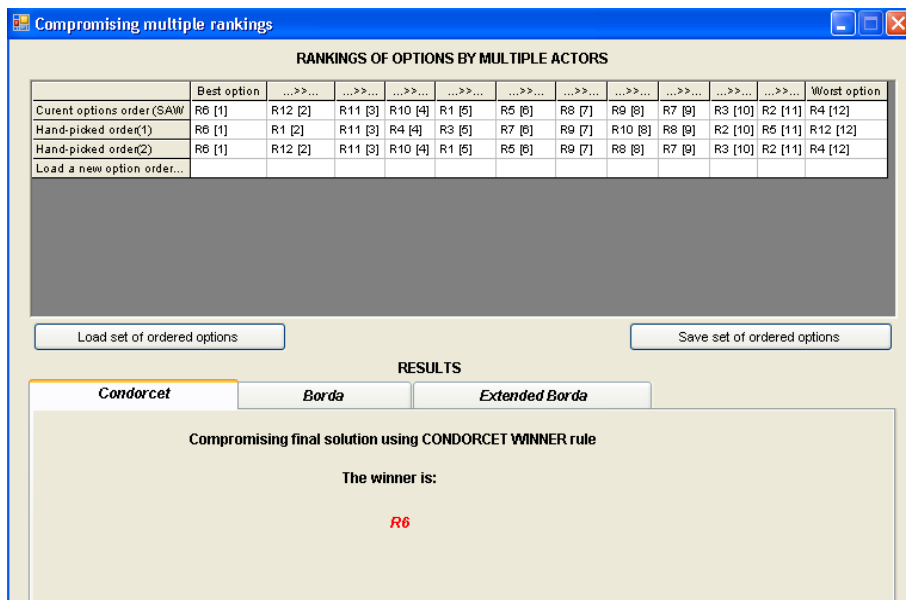 Compromising multiple rankings
RANKINGS OF OPTIONS BY MULTIPLE ACTORS
Best option ...>>... ...>>... ...>>... ...>>... ...>>... ...>>... ...>>... ...>>... ...>>... ...>>... Worst option
Curent options order (SAW R6 [1] R12 [2] R11 [3] R10 [4] R1 [5] R5 [6] R8 [7] R9 [8] R7 [9] R3 [10] R2 [11] R4 [12]
Hand-picked order(1) R6 [1] R1 [2] R11 [3] R4 [4] R3 [5] R7 [6] R9 [7] R10 [8] R8 [9] R2 [10] R5 [11] R12 [12]
Hand-picked order(2) R6 [1] R12 [2] R11 [3] R10 [4] R1 [5] R5 [6] R9 [7] R8 [8] R7 [9] R3 [10] R2 [11] R4 [12]
Load a new option order...
Load set of ordered options Save set of ordered options
RESULTS
Condorcet Borda Extended Borda
Compromising final solution using CONDORCET WINNER rule
The winner is:
R6